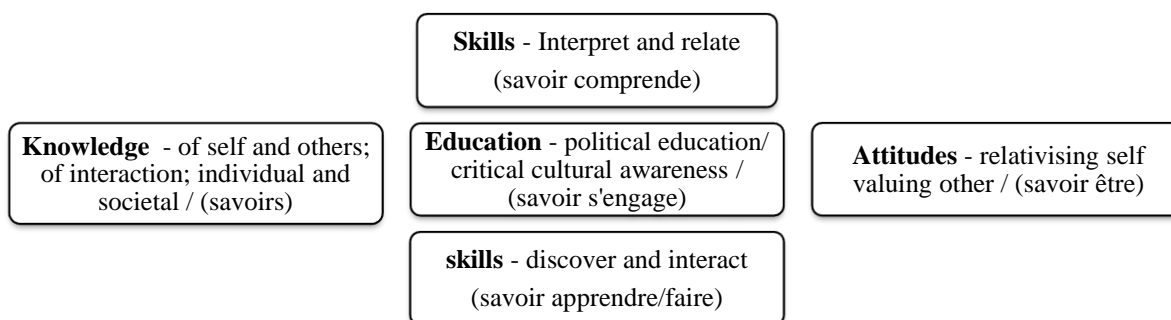 Skills - Interpret and relate
(savoir comprende)
Knowledge - of self and others;
of interaction; individual and
societal / (savoirs)
Education - political education/
critical cultural awareness /
(savoir s'engage)
Attitudes - relativising self
valuing other / (savoir être)
skills - discover and interact
(savoir apprendre/faire)